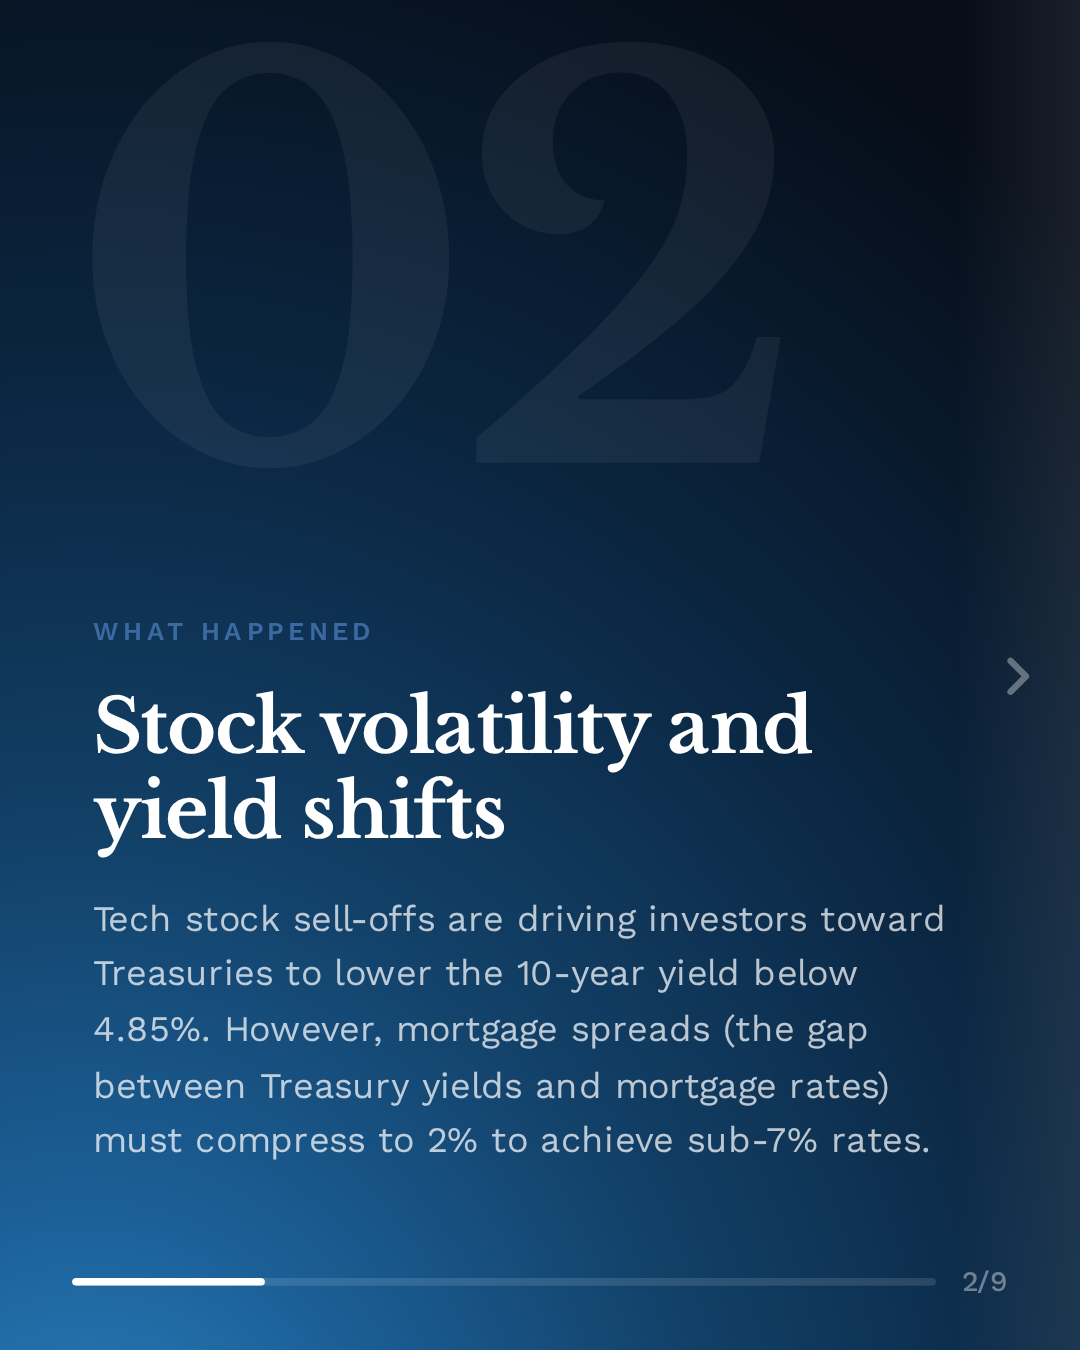 02
WHAT HAPPENED
Stock volatility and
yield shifts
Tech stock sell-offs are driving investors toward
Treasuries to lower the 10-year yield below
4.85%. However, mortgage spreads (the gap
between Treasury yields and mortgage rates)
must compress to 2% to achieve sub-7% rates.
2/9